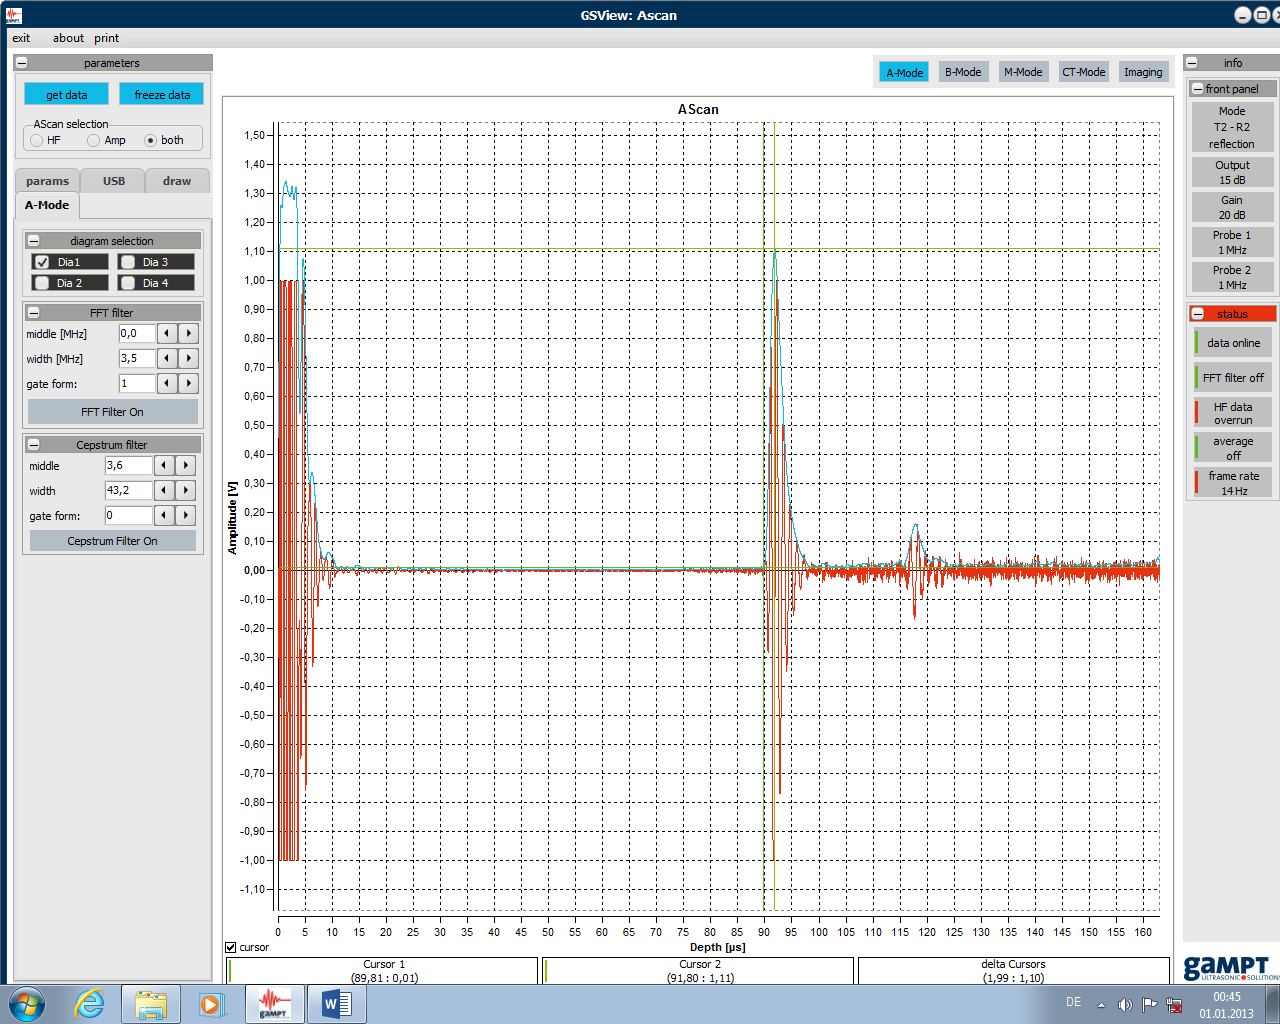 GSView: Ascan
exit about print
parameters
get data freeze data
AScan selection
HF Amp both
params USB draw
A-Mode
diagram selection
Dia1 Dia 3
Dia 2 Dia 4
FFT filter
middle [MHz] 0,0
width [MHz] 3,5
gate form: 1
FFT Filter On
Cepstrum filter
middle 3,6
width 43,2
gate form: 0
Cepstrum Filter On
A-Mode B-Mode M-Mode CT-Mode Imaging
AScan
1,50
1,40
1,30
1,20
1,10
1,00
0,90
0,80
0,70
0,60
0,50
0,40
0,30
0,20
0,10
0,00
-0,10
-0,20
-0,30
-0,40
-0,50
-0,60
-0,70
-0,80
-0,90
-1,00
-1,10
Amplitude [V]
0 5 10 15 20 25 30 35 40 45 50 55 60 65 70 75 80 85 90 95 100 105 110 115 120 125 130 135 140 145 150 155 160
Depth [µs]
cursor
Cursor 1
(89,81 : 0,01)
Cursor 2
(91,80 : 1,11)
delta Cursors
(1,99 : 1,10)
info
front panel
Mode
T2 - R2
reflection
Output
15 dB
Gain
20 dB
Probe 1
1 MHz
Probe 2
1 MHz
status
data online
FFT filter off
HF data
overrun
average
off
frame rate
14 Hz
gAMPT
ULTRASONIC SOLUTIONS
gAMPT
DE
00:45
01.01.2013